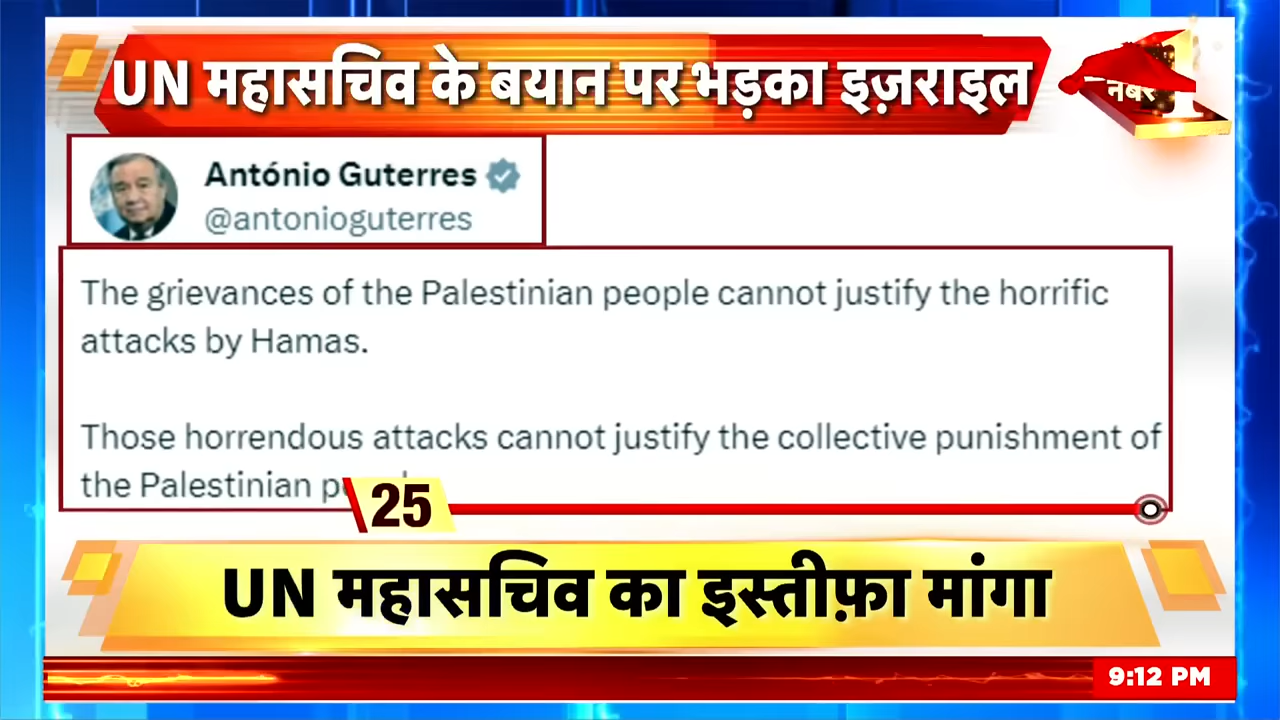 UN महासचिव के बयान पर भड़का इज़राइल
नंबर 1
António Guterres
@antonioguterres
The grievances of the Palestinian people cannot justify the horrific
attacks by Hamas.
Those horrendous attacks cannot justify the collective punishment of
the Palestinian
25
UN महासचिव का इस्तीफ़ा मांगा
9:12 PM